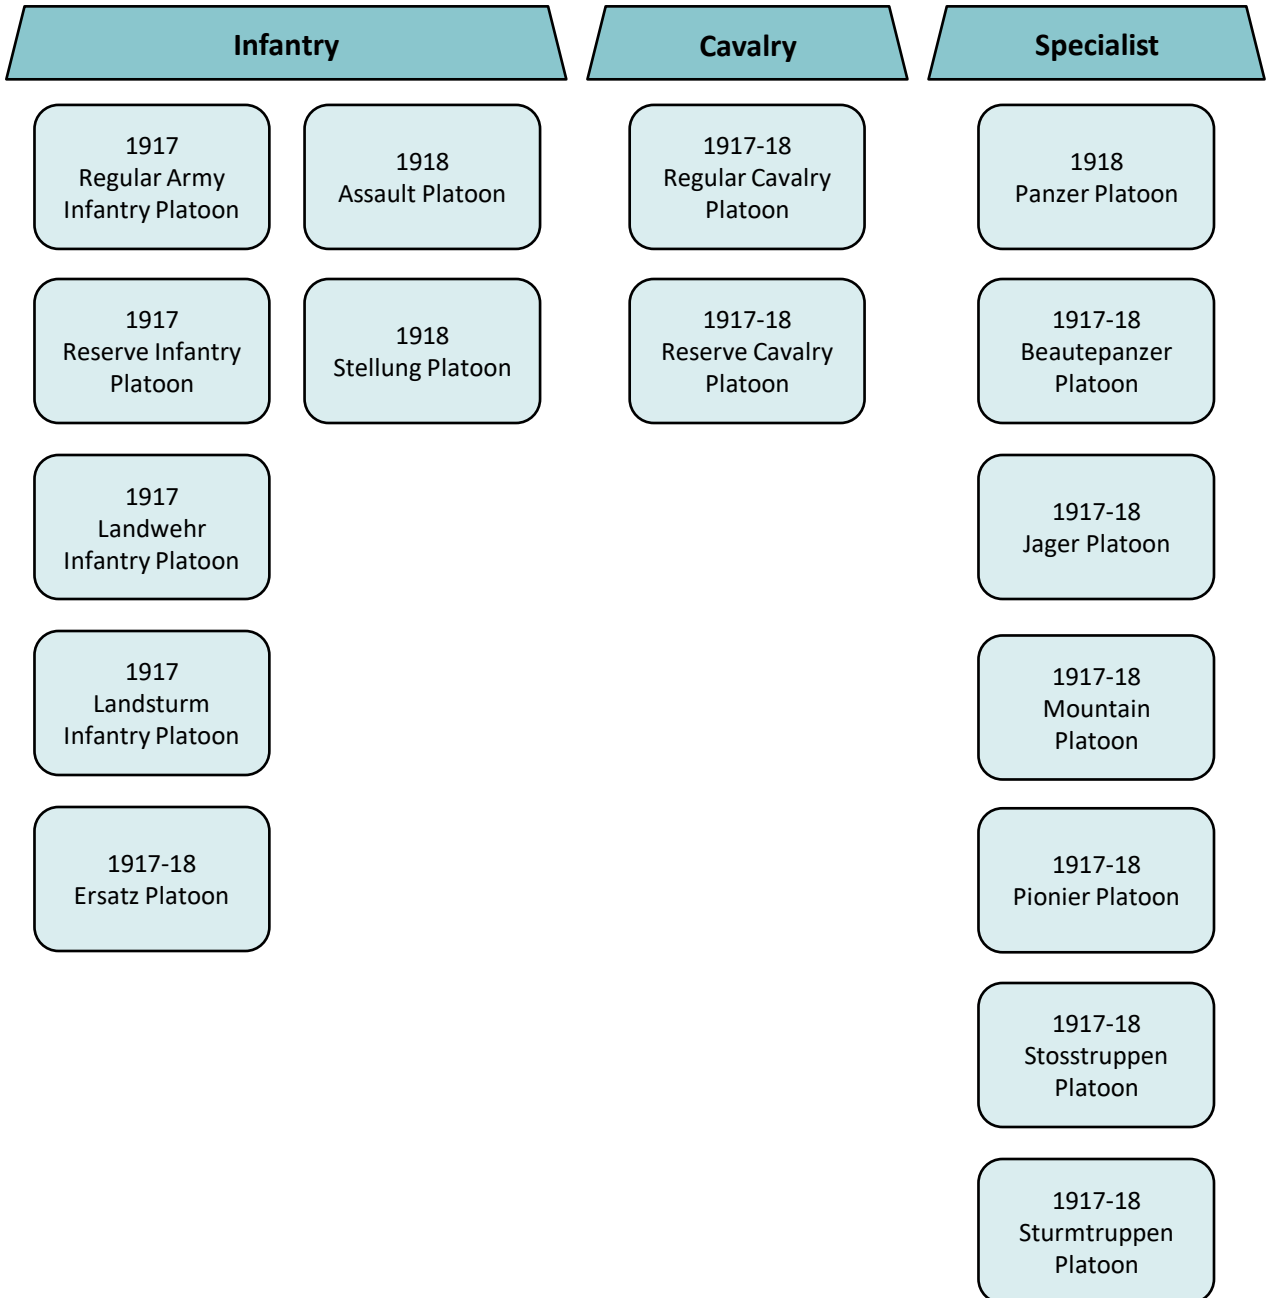 Infantry
Cavalry
Specialist
1917
Regular Army
Infantry Platoon
1918
Assault Platoon
1917-18
Regular Cavalry
Platoon
1918
Panzer Platoon
1917
Reserve Infantry
Platoon
1918
Stellung Platoon
1917-18
Reserve Cavalry
Platoon
1917-18
Beautepanzer
Platoon
1917
Landwehr
Infantry Platoon
1917-18
Jager Platoon
1917
Landsturm
Infantry Platoon
1917-18
Mountain
Platoon
1917-18
Ersatz Platoon
1917-18
Pionier Platoon
1917-18
Stosstruppen
Platoon
1917-18
Sturmtruppen
Platoon